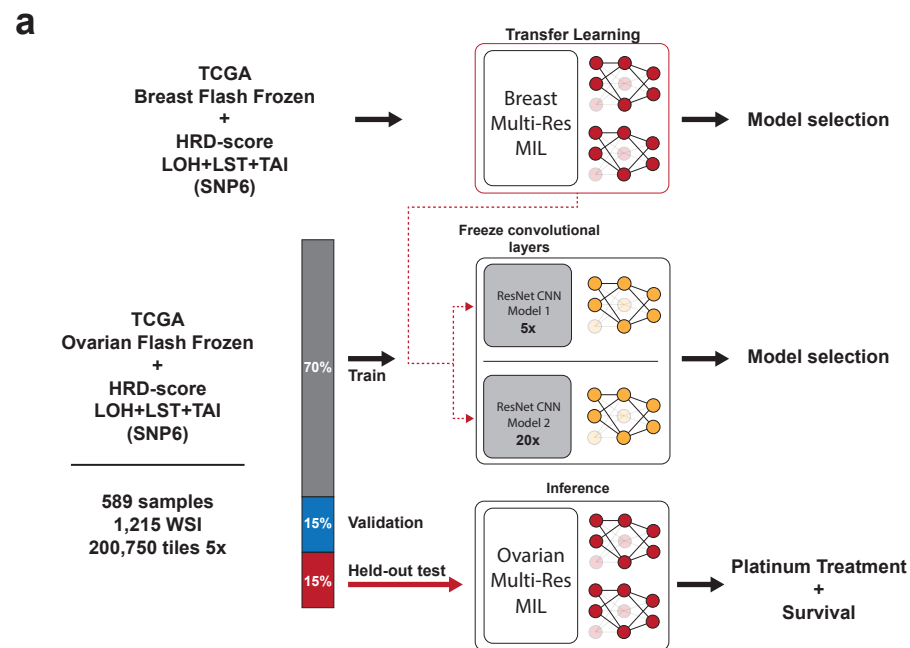 a
Transfer Learning
TCGA
Breast Flash Frozen
+
HRD-score
LOH+LST+TAI
(SNP6)
Breast
Multi-Res
MIL
Model selection
Freeze convolutional
layers
TCGA
Ovarian Flash Frozen
+
HRD-score
LOH+LST+TAI
(SNP6)
589 samples
1,215 WSI
200,750 tiles 5x
70%
Train
15%
Validation
15%
Held-out test
ResNet CNN
Model 1
5x
ResNet CNN
Model 2
20x
Model selection
Inference
Ovarian
Multi-Res
MIL
Platinum Treatment
+
Survival